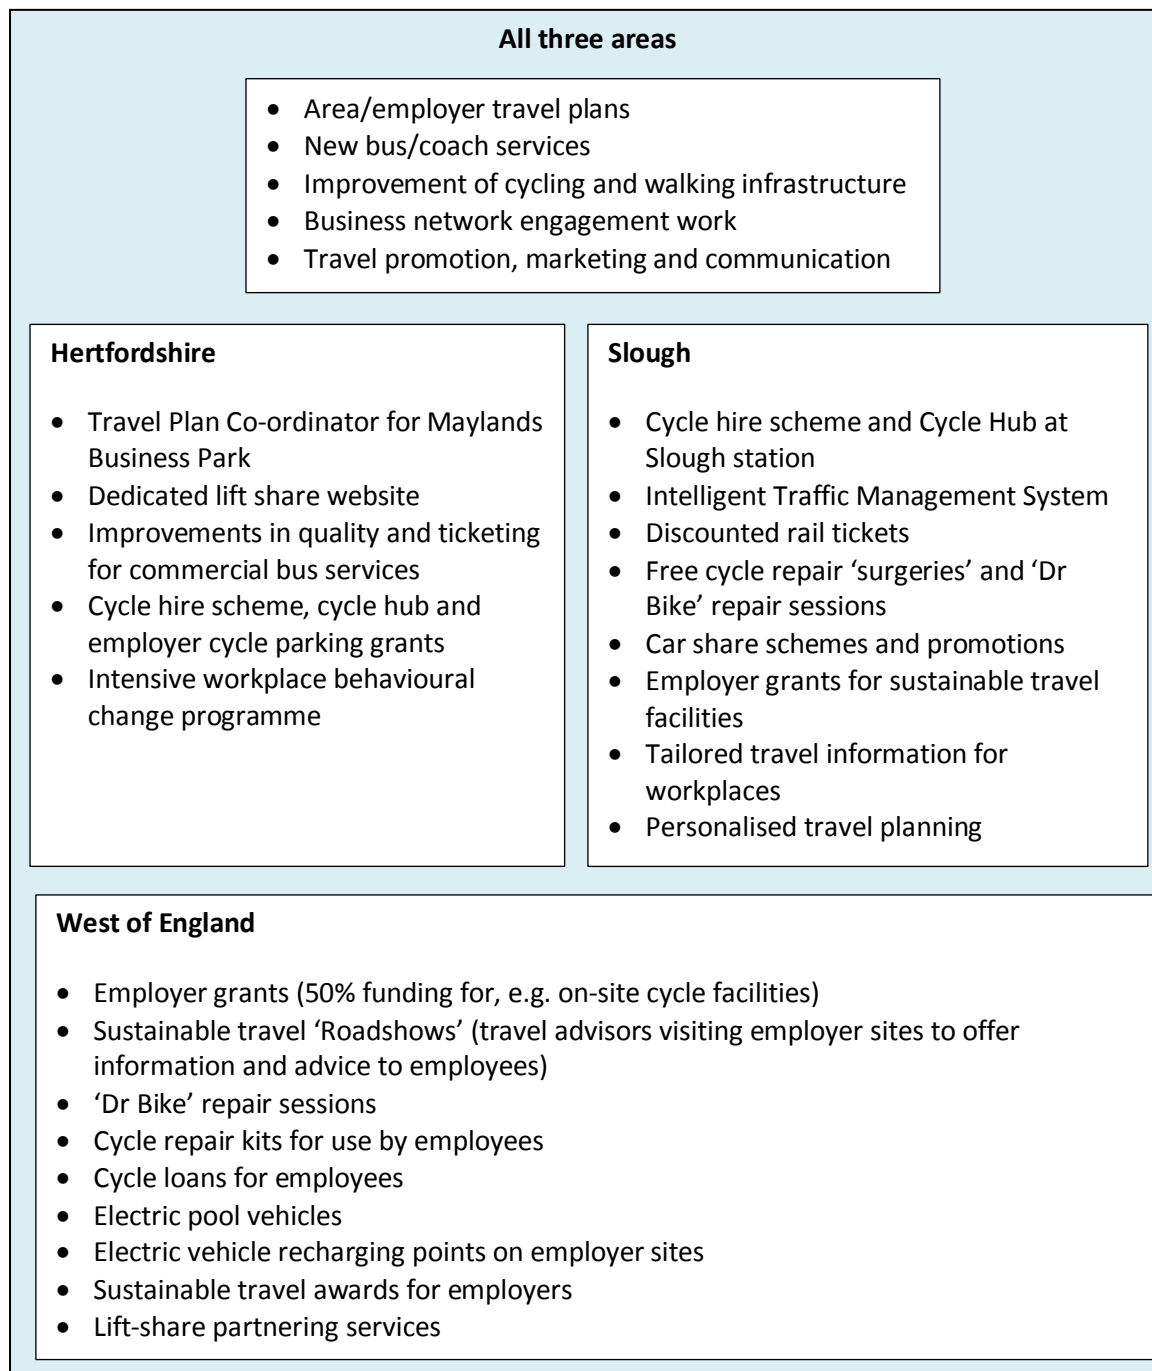 All three areas
• Area/employer travel plans
• New bus/coach services
• Improvement of cycling and walking infrastructure
• Business network engagement work
• Travel promotion, marketing and communication
Hertfordshire
• Travel Plan Co-ordinator for Maylands
Business Park
• Dedicated lift share website
• Improvements in quality and ticketing
for commercial bus services
• Cycle hire scheme, cycle hub and
employer cycle parking grants
• Intensive workplace behavioural
change programme
Slough
• Cycle hire scheme and Cycle Hub at
Slough station
• Intelligent Traffic Management System
• Discounted rail tickets
• Free cycle repair ‘surgeries’ and ‘Dr
Bike’ repair sessions
• Car share schemes and promotions
• Employer grants for sustainable travel
facilities
• Tailored travel information for
workplaces
• Personalised travel planning
West of England
• Employer grants (50% funding for, e.g. on-site cycle facilities)
• Sustainable travel ‘Roadshows’ (travel advisors visiting employer sites to offer
information and advice to employees)
• ‘Dr Bike’ repair sessions
• Cycle repair kits for use by employees
• Cycle loans for employees
• Electric pool vehicles
• Electric vehicle recharging points on employer sites
• Sustainable travel awards for employers
• Lift-share partnering services